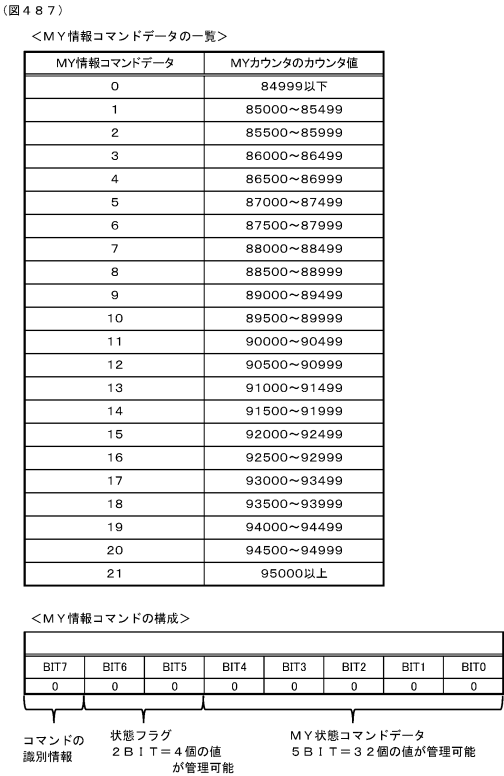 （図４８７）
＜ＭＹ情報コマンドデータの一覧＞
MY情報コマンドデータ MYカウンタのカウンタ値
0 84999以下
1 85000～85499
2 85500～85999
3 86000～86499
4 86500～86999
5 87000～87499
6 87500～87999
7 88000～88499
8 88500～88999
9 89000～89499
10 89500～89999
11 90000～90499
12 90500～90999
13 91000～91499
14 91500～91999
15 92000～92499
16 92500～92999
17 93000～93499
18 93500～93999
19 94000～94499
20 94500～94999
21 95000以上
＜ＭＹ情報コマンドの構成＞
BIT7 BIT6 BIT5 BIT4 BIT3 BIT2 BIT1 BIT0
0 0 0 0 0 0 0 0
コマンドの
識別情報
状態フラグ
２ＢＩＴ＝４個の値
が管理可能
ＭＹ状態コマンドデータ
５ＢＩＴ＝３２個の値が管理可能